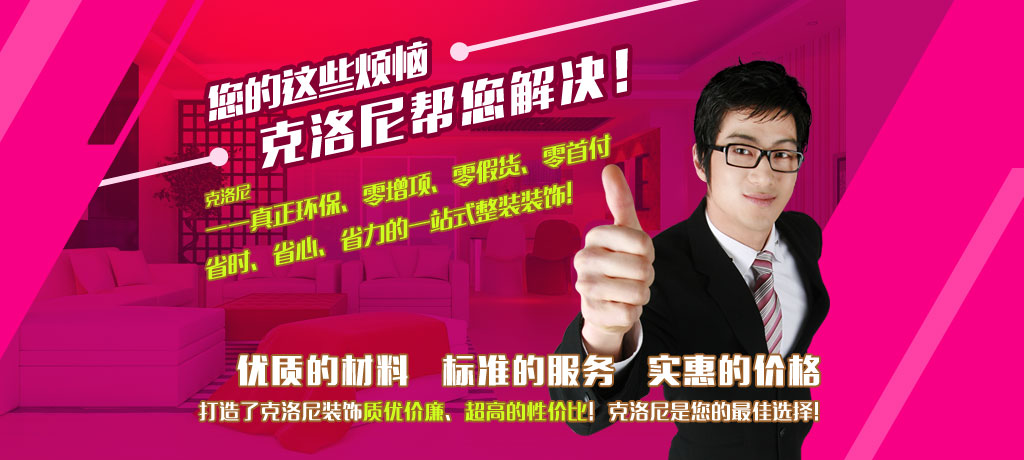 您的这些烦恼
克洛尼帮您解决！
克洛尼
——真正环保、零增项、零假货、零首付
省时、省心、省力的一站式整装装饰！
优质的材料 标准的服务 实惠的价格
打造了克洛尼装饰质优价廉、超高的性价比！克洛尼是您的最佳选择！